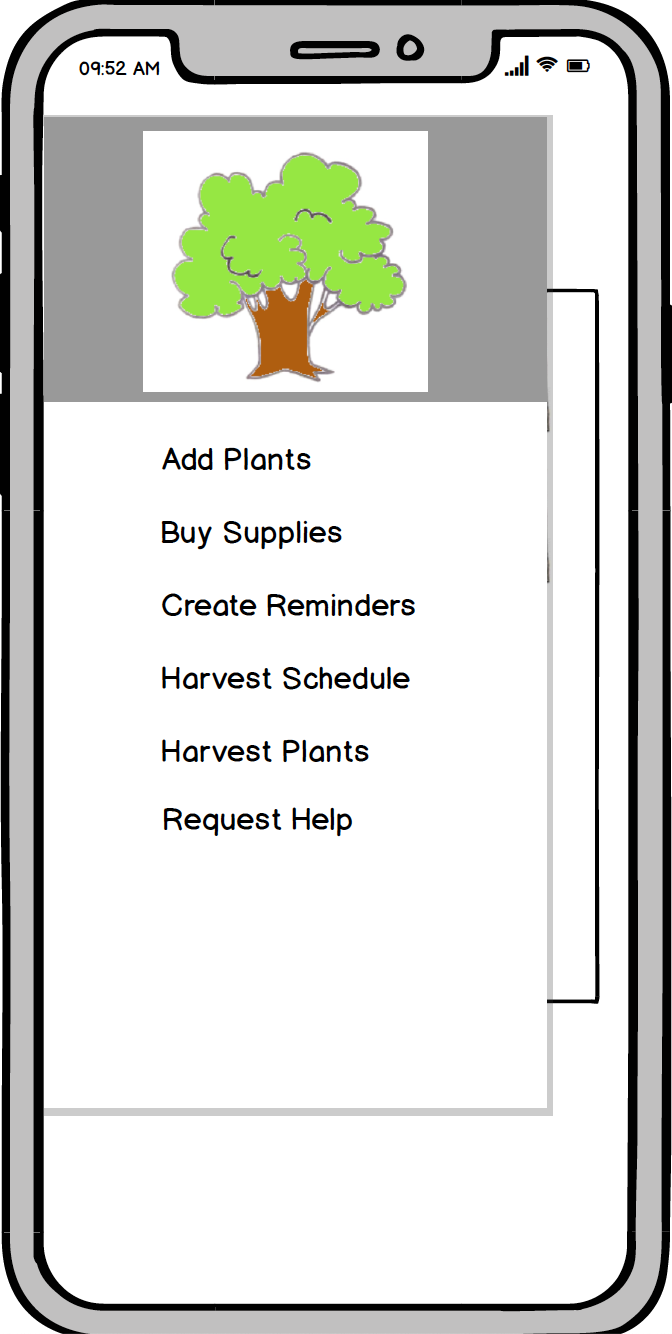 09:52 AM
Add Plants
Buy Supplies
Create Reminders
Harvest Schedule
Harvest Plants
Request Help